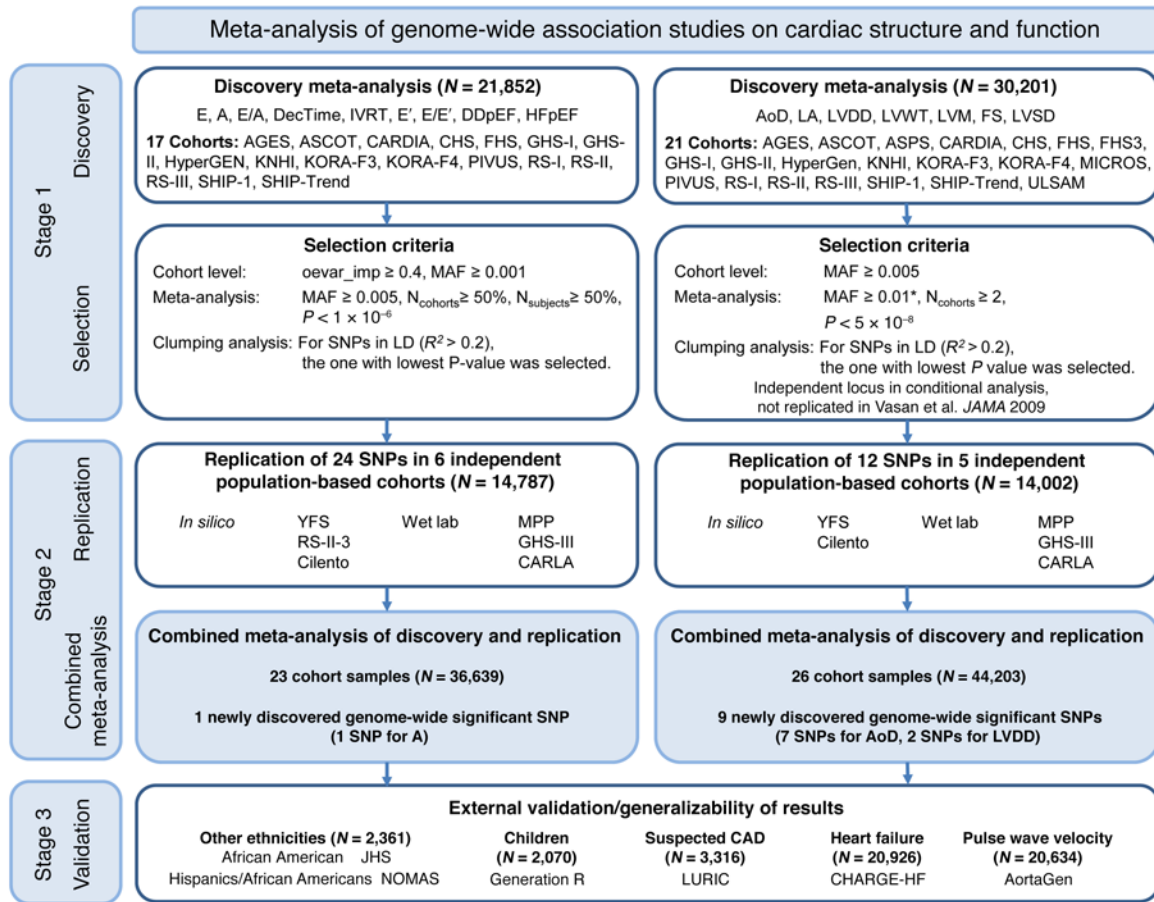 Meta-analysis of genome-wide association studies on cardiac structure and function
Stage 1
Discovery
Selection
Discovery meta-analysis (N = 21,852)
E, A, E/A, DecTime, IVRT, E′, E/E′, DDpEF, HFpEF
17 Cohorts: AGES, ASCOT, CARDIA, CHS, FHS, GHS-I, GHS-
II, HyperGEN, KNHI, KORA-F3, KORA-F4, PIVUS, RS-I, RS-II,
RS-III, SHIP-1, SHIP-Trend
Discovery meta-analysis (N = 30,201)
AoD, LA, LVDD, LVWT, LVM, FS, LVSD
21 Cohorts: AGES, ASCOT, ASPS, CARDIA, CHS, FHS, FHS3,
GHS-I, GHS-II, HyperGen, KNHI, KORA-F3, KORA-F4, MICROS,
PIVUS, RS-I, RS-II, RS-III, SHIP-1, SHIP-Trend, ULSAM
Selection criteria
Cohort level: oevar_imp ≥ 0.4, MAF ≥ 0.001
Meta-analysis: MAF ≥ 0.005, Ncohorts ≥ 50%, Nsubjects ≥ 50%,
P < 1 × 10–6
Clumping analysis: For SNPs in LD (R2 > 0.2),
the one with lowest P-value was selected.
Selection criteria
Cohort level: MAF ≥ 0.005
Meta-analysis: MAF ≥ 0.01*, Ncohorts ≥ 2,
P < 5 × 10–8
Clumping analysis: For SNPs in LD (R2 > 0.2),
the one with lowest P value was selected.
Independent locus in conditional analysis,
not replicated in Vasan et al. JAMA 2009
Stage 2
Replication
Combined
meta-analysis
Replication of 24 SNPs in 6 independent
population-based cohorts (N = 14,787)
In silico YFS Wet lab MPP
RS-II-3 GHS-III
Cilento CARLA
Replication of 12 SNPs in 5 independent
population-based cohorts (N = 14,002)
In silico YFS Wet lab MPP
Cilento GHS-III
CARLA
Combined meta-analysis of discovery and replication
23 cohort samples (N = 36,639)
1 newly discovered genome-wide significant SNP
(1 SNP for A)
Combined meta-analysis of discovery and replication
26 cohort samples (N = 44,203)
9 newly discovered genome-wide significant SNPs
(7 SNPs for AoD, 2 SNPs for LVDD)
Stage 3
Validation
External validation/generalizability of results
Other ethnicities (N = 2,361) Children Suspected CAD Heart failure Pulse wave velocity
African American JHS (N = 2,070) (N = 3,316) (N = 20,926) (N = 20,634)
Hispanics/African Americans NOMAS Generation R LURIC CHARGE-HF AortaGen